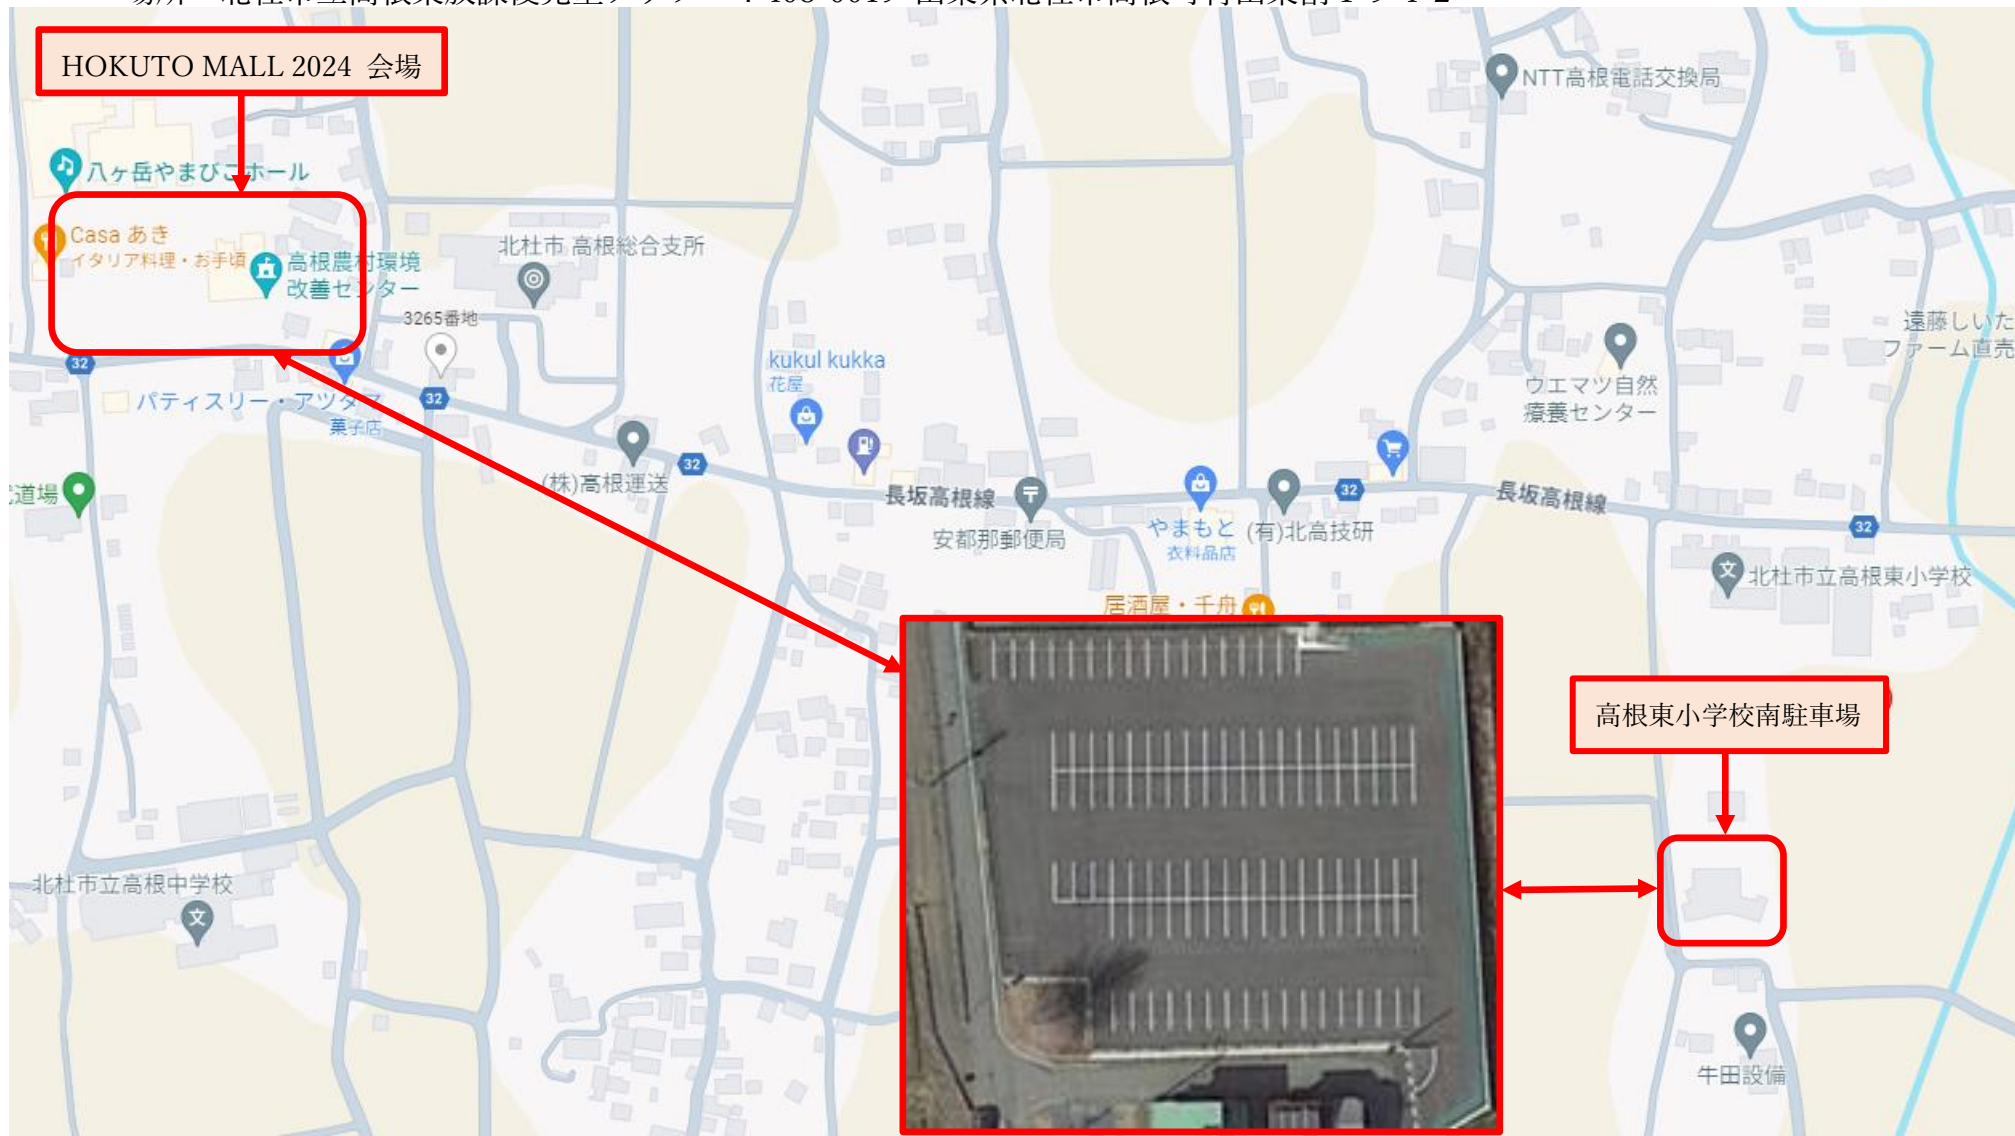 HOKUTO MALL 2024 会場
NTT高根電話交換局
八ヶ岳やまびこホール
Casa あき
イタリア料理・お手頃
高根農村環境
改善センター
北杜市 高根総合支所
3265番地
遠藤しいた
ファーム直売
32
kukul kukka
花屋
ウエマツ自然
療養センター
パティスリー・アツタマ
菓子店
32
32
(株)高根運送
長坂高根線
32
長坂高根線
道場
安都那郵便局
やまもと
衣料品店
(有)北高技研
32
北杜市立高根東小学校
居酒屋・千舟
高根東小学校南駐車場
北杜市立高根中学校
牛田設備